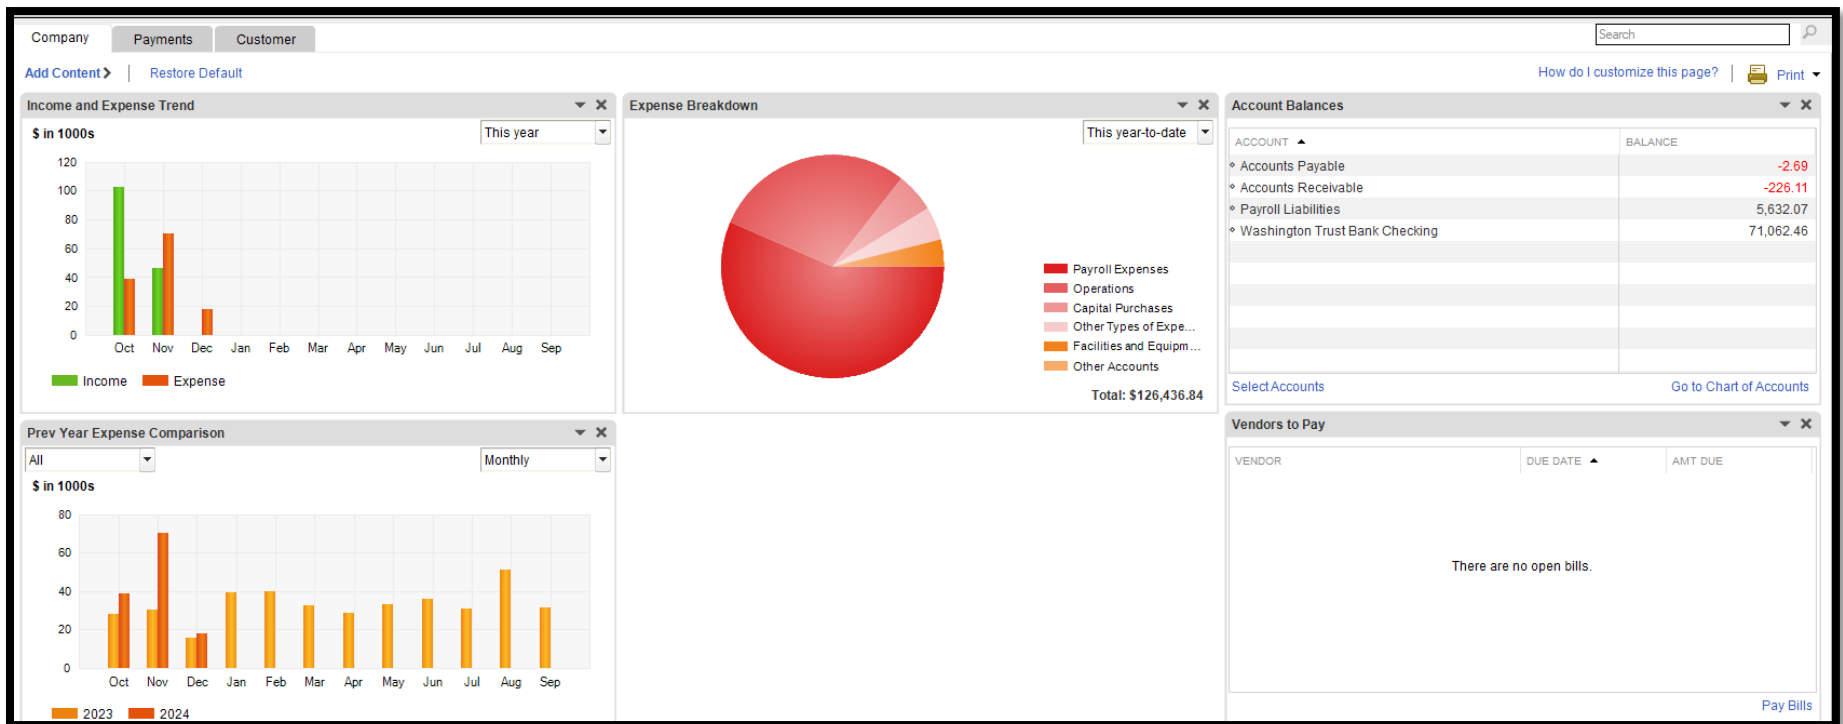 Company Payments Customer
Search
Add Content
Restore Default
How do I customize this page?
Print
Income and Expense Trend
$ in 1000s
This year
120
100
80
60
40
20
0
Oct Nov Dec Jan Feb Mar Apr May Jun Jul Aug Sep
Income Expense
Expense Breakdown
This year-to-date
Payroll Expenses
Operations
Capital Purchases
Other Types of Expe...
Facilities and Equipm...
Other Accounts
Total: $126,436.84
Account Balances
ACCOUNT BALANCE
Accounts Payable -2.69
Accounts Receivable -226.11
Payroll Liabilities 5,632.07
Washington Trust Bank Checking 71,062.46
Select Accounts Go to Chart of Accounts
Prev Year Expense Comparison
All Monthly
$ in 1000s
80
60
40
20
0
Oct Nov Dec Jan Feb Mar Apr May Jun Jul Aug Sep
2023 2024
Vendors to Pay
VENDOR DUE DATE AMT DUE
There are no open bills.
Pay Bills